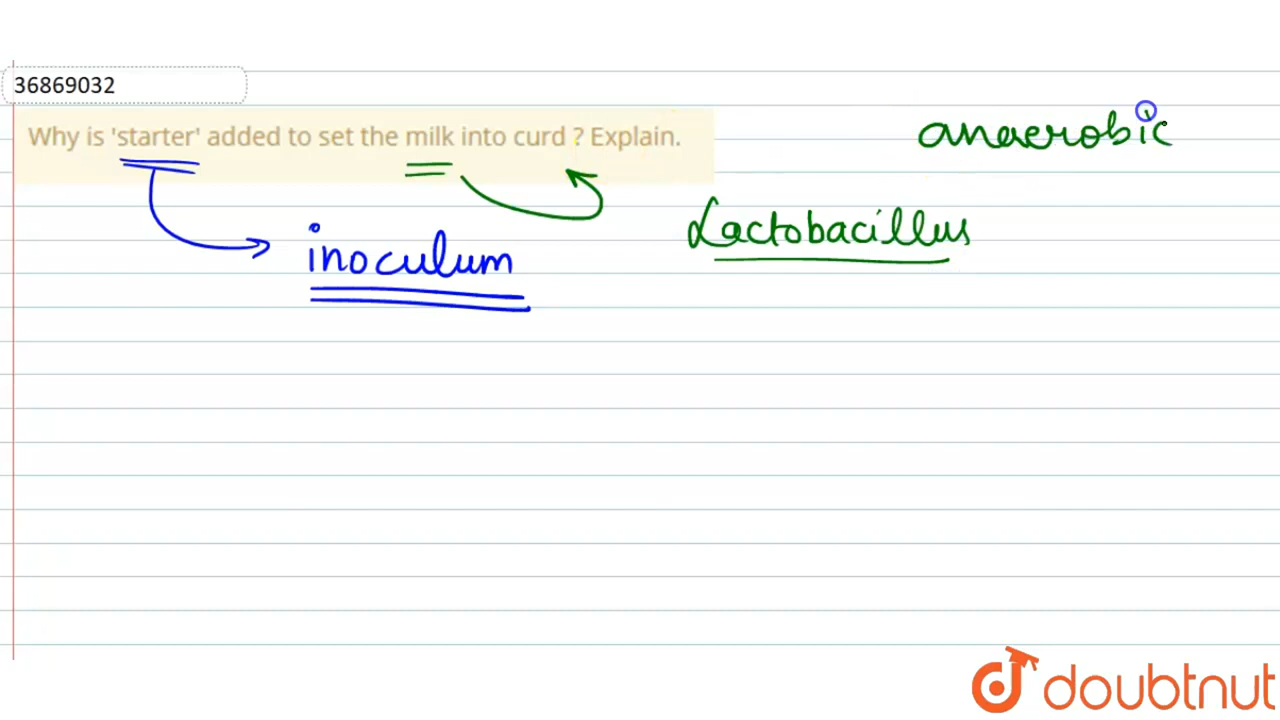 36869032
Why is 'starter' added to set the milk into curd ? Explain.
anaerobic
Lactobacillus
inoculum
doubtnut